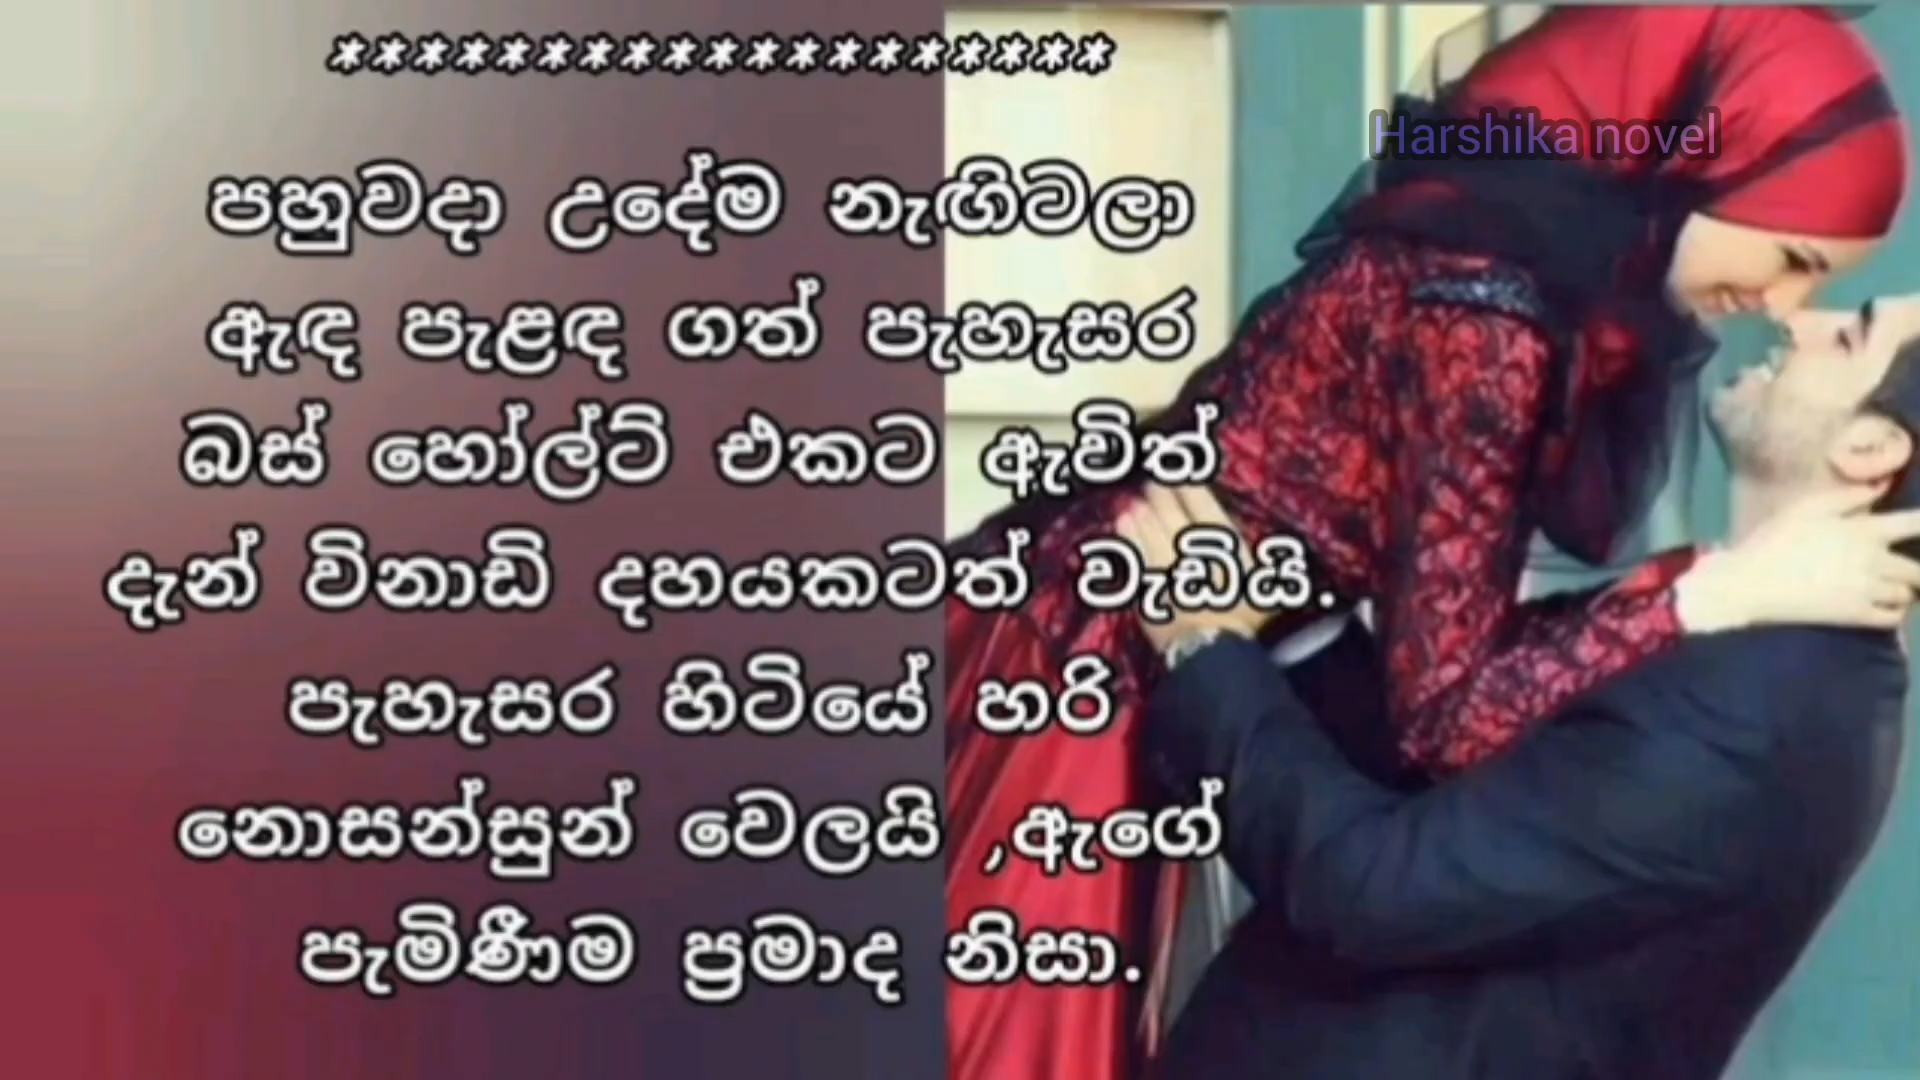 *******************
Harshika novel
පහුවදා උදේම නැඟිටලා
ඇඳ පැළඳ ගත් පැහැසර
බස් හෝල්ට් එකට ඇවිත්
දැන් විනාඩි දහයකටත් වැඩියි.
පැහැසර හිටියේ හරි
නොසන්සුන් වෙලයි ,ඇගේ
පැමිණීම ප්‍රමාද නිසා.